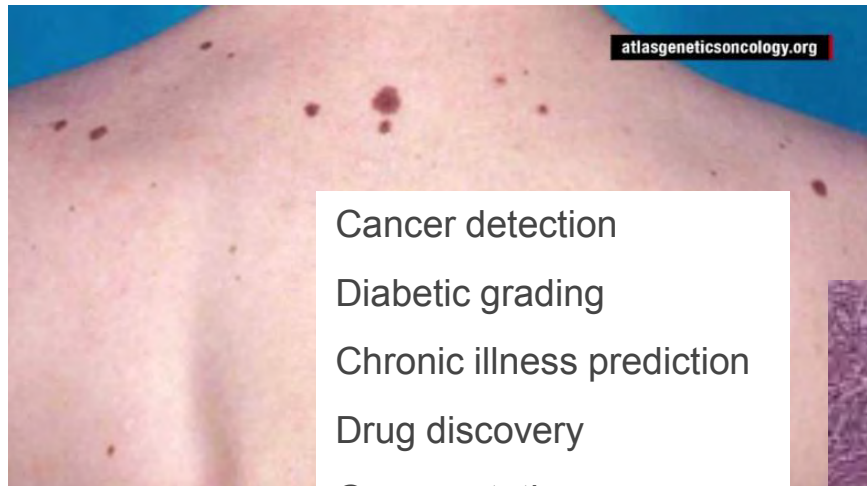 atlasgeneticsoncology.org
Cancer detection
Diabetic grading
Chronic illness prediction
Drug discovery